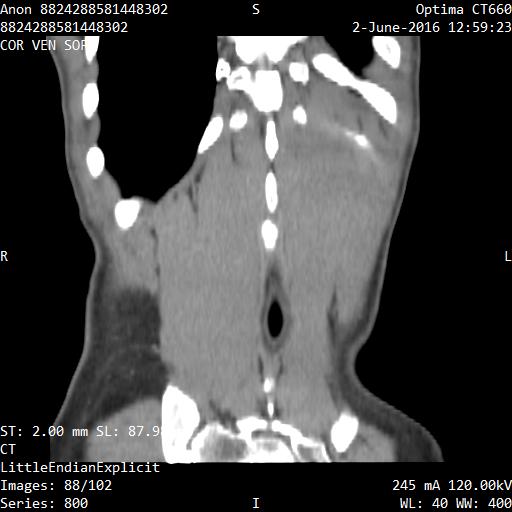 Anon 8824288581448302
S
Optima CT660
8824288581448302
2-June-2016 12:59:23
COR VEN SOF
R
L
ST: 2.00 mm SL: 87.9
CT
LittleEndianExplicit
Images: 88/102
245 mA 120.00kV
Series: 800
I
WL: 40 WW: 400